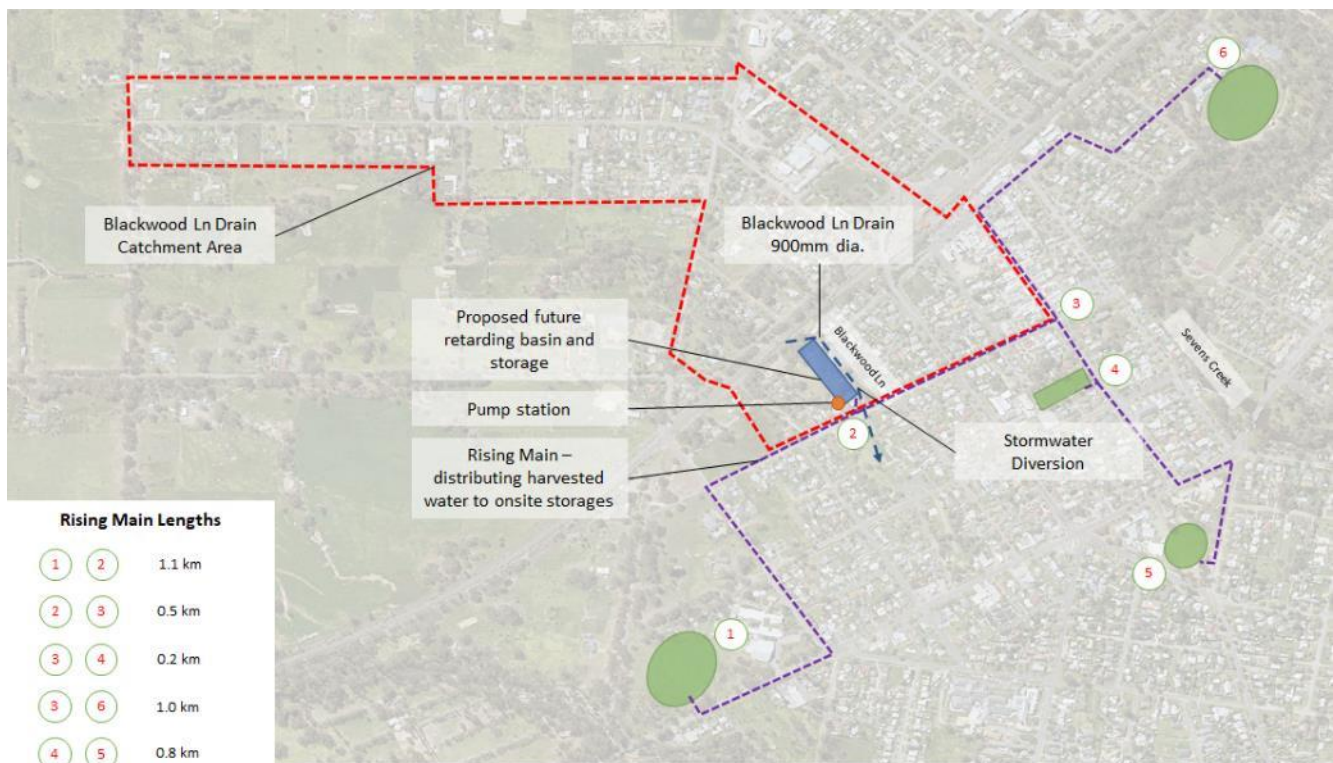 6
Blackwood Ln Drain
Catchment Area
Blackwood Ln Drain
900mm dia.
3
Proposed future
retarding basin and
storage
Blackwood Ln
Sevens Creek
4
Pump station
2
Rising Main –
distributing harvested
water to onsite storages
Stormwater
Diversion
5
1
Rising Main Lengths
1 2 1.1 km
2 3 0.5 km
3 4 0.2 km
3 6 1.0 km
4 5 0.8 km